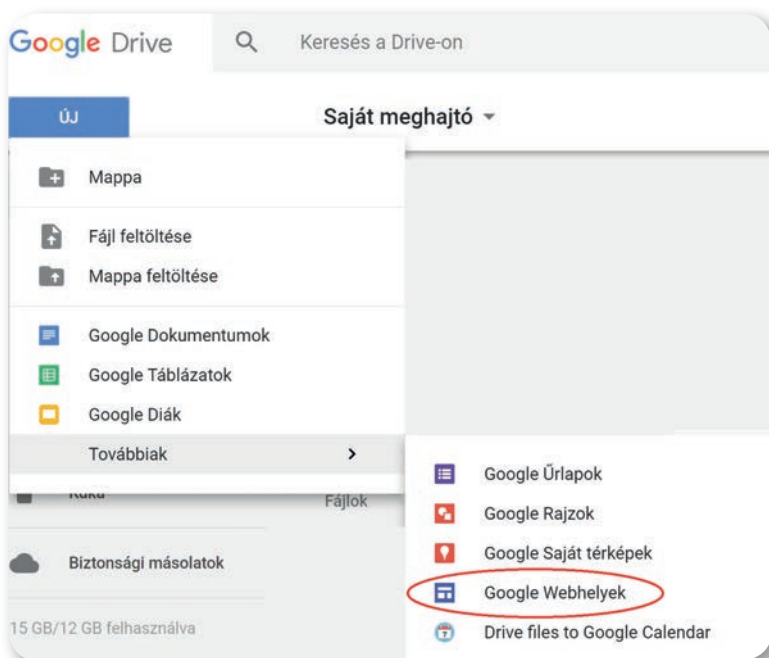 Google Drive
Keresés a Drive-on
ÚJ
Saját meghajtó
Mappa
Fájl feltöltése
Mappa feltöltése
Google Dokumentumok
Google Táblázatok
Google Diák
Továbbiak
Kuka
Fájlok
Google Űrlapok
Google Rajzok
Google Saját térképek
Google Webhelyek
Drive files to Google Calendar
Biztonsági másolatok
15 GB/12 GB felhasználva